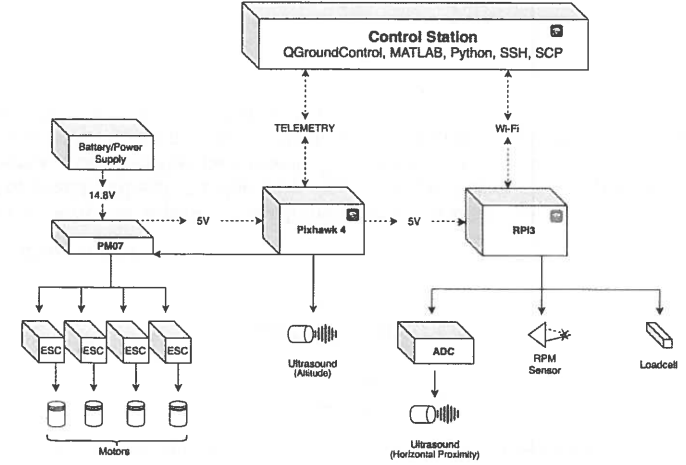 Control Station
QGroundControl, MATLAB, Python, SSH, SCP
TELEMETRY
Wi-Fi
Battery/Power
Supply
14.8V
5V
5V
PM07
Pixhawk 4
RPI3
ESC
ESC
ESC
ESC
ADC
Ultrasound
(Altitude)
RPM
Sensor
Loadcell
Motors
Ultrasound
(Horizontal Proximity)